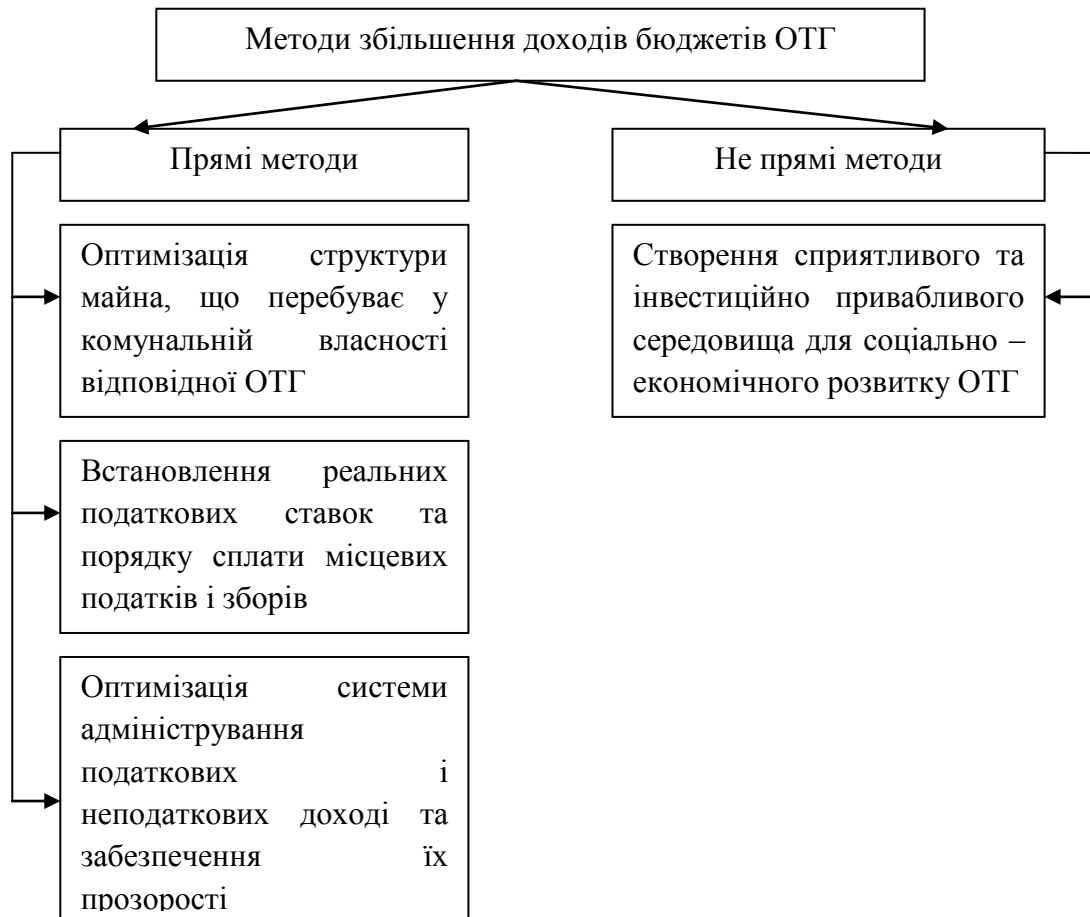 Методи збільшення доходів бюджетів ОТГ
Прямі методи
Не прямі методи
Оптимізація структури
майна, що перебуває у
комунальній власності
відповідної ОТГ
Створення сприятливого та
інвестиційно привабливого
середовища для соціально –
економічного розвитку ОТГ
Встановлення реальних
податкових ставок та
порядку сплати місцевих
податків і зборів
Оптимізація системи
адміністрування
податкових і
неподаткових доході та
забезпечення їх
прозорості